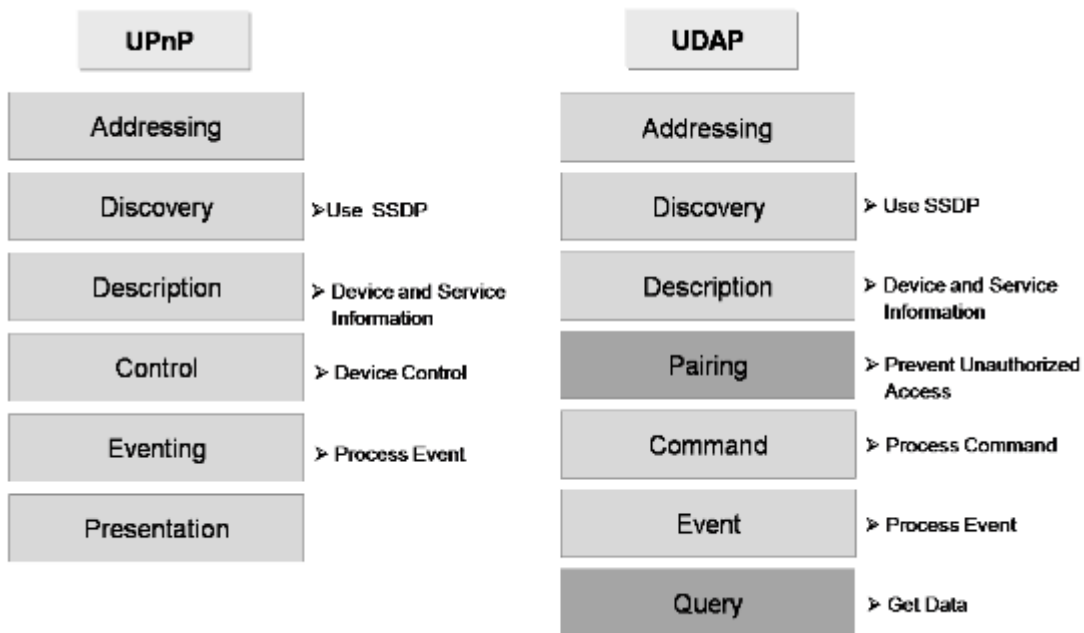 UPnP
Addressing
Discovery
➢Use SSDP
Description
➢ Device and Service
Information
Control
➢ Device Control
Eventing
➢ Process Event
Presentation
UDAP
Addressing
Discovery
➢ Use SSDP
Description
➢ Device and Service
Information
Pairing
➢ Prevent Unauthorized
Access
Command
➢ Process Command
Event
➢ Process Event
Query
➢ Get Data